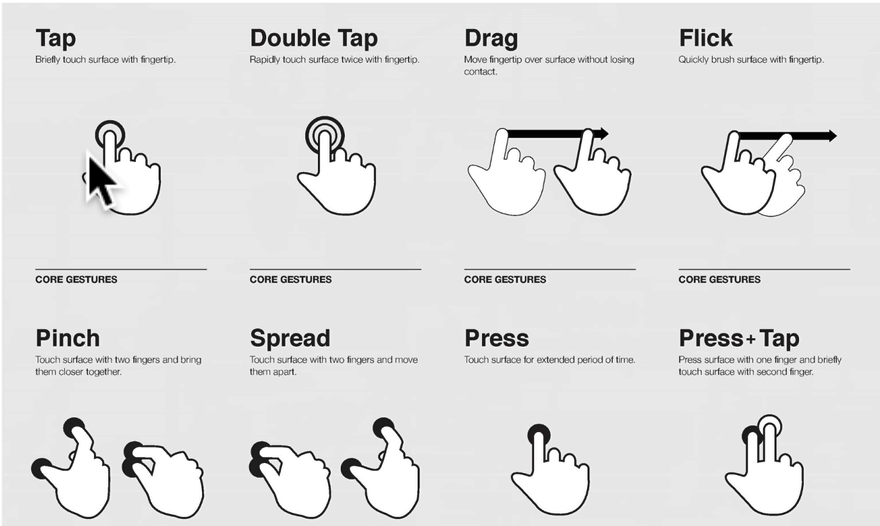 Tap
Double Tap
Drag
Flick
Briefly touch surface with fingertip.
Rapidly touch surface twice with fingertip.
Move fingertip over surface without losing
contact.
Quickly brush surface with fingertip.
CORE GESTURES
CORE GESTURES
CORE GESTURES
CORE GESTURES
Pinch
Spread
Press
Press+Tap
Touch surface with two fingers and bring
them closer together.
Touch surface with two fingers and move
them apart.
Touch surface for extended period of time.
Press surface with one finger and briefly
touch surface with second finger.